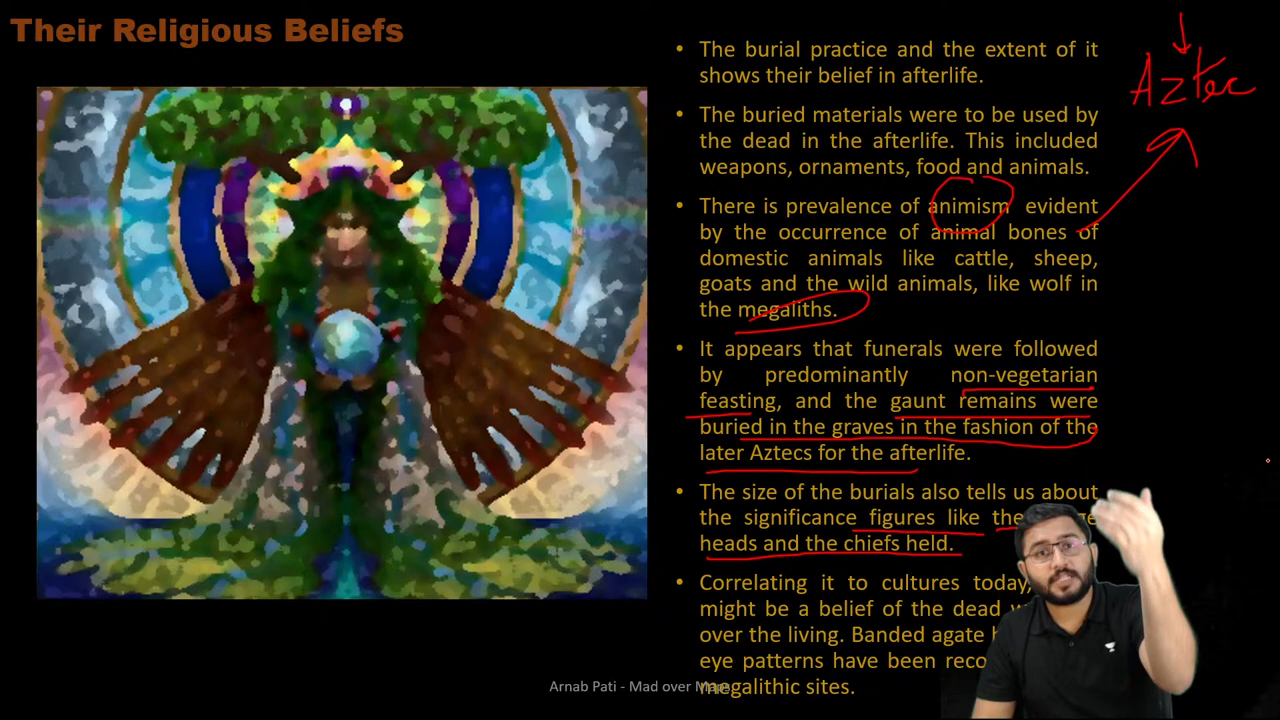 Their Religious Beliefs
• The burial practice and the extent of it
shows their belief in afterlife.
• The buried materials were to be used by
the dead in the afterlife. This included
weapons, ornaments, food and animals.
• There is prevalence of animism evident
by the occurrence of animal bones of
domestic animals like cattle, sheep,
goats and the wild animals, like wolf in
the megaliths.
• It appears that funerals were followed
by predominantly non-vegetarian
feasting, and the gaunt remains were
buried in the graves in the fashion of the
later Aztecs for the afterlife.
• The size of the burials also tells us about
the significance figures like
heads and the chiefs held.
• Correlating it to cultures today,
might be a belief of the dead
over the living. Banded agate
eye patterns have been
megalithic sites.
Aztec
Arnab Pati - Mad over Maps